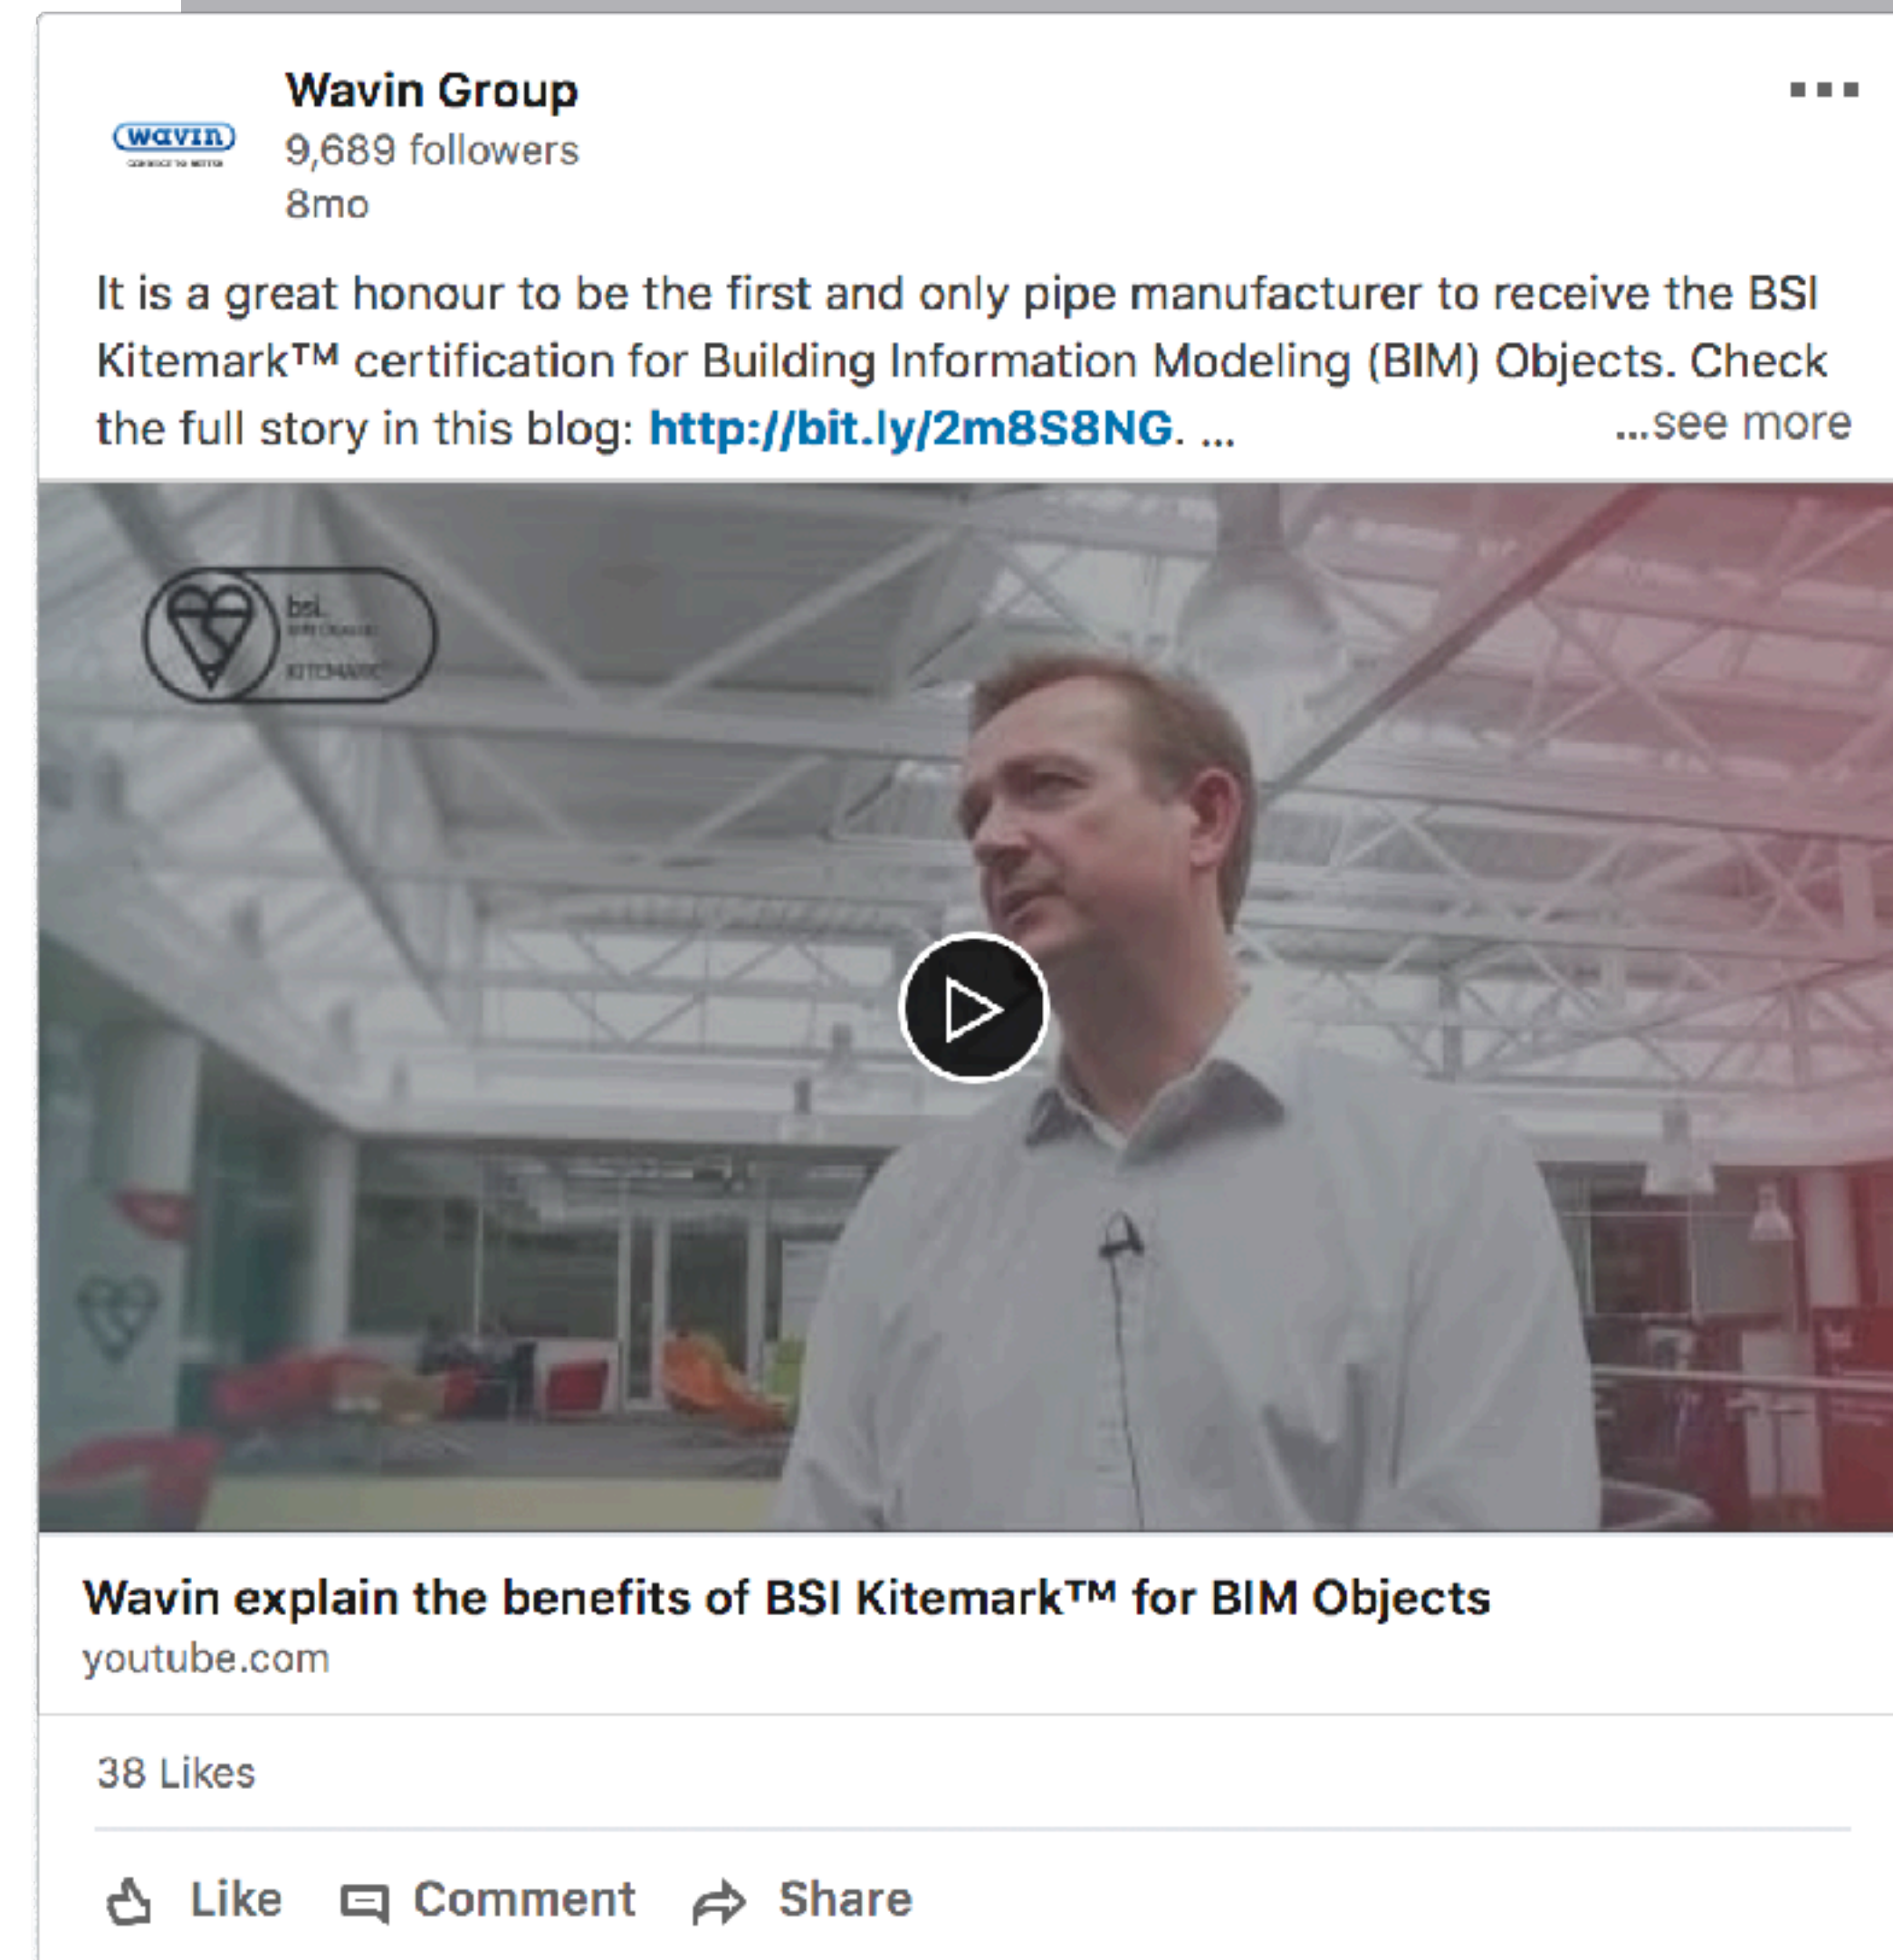 Wavin Group
wavin
9,689 followers
8mo
It is a great honour to be the first and only pipe manufacturer to receive the BSI
Kitemark™ certification for Building Information Modeling (BIM) Objects. Check
the full story in this blog: http://bit.ly/2m8S8NG. ...
...see more
bsi.
KITEMARK
Wavin explain the benefits of BSI Kitemark™ for BIM Objects
youtube.com
38 Likes
Like Comment Share